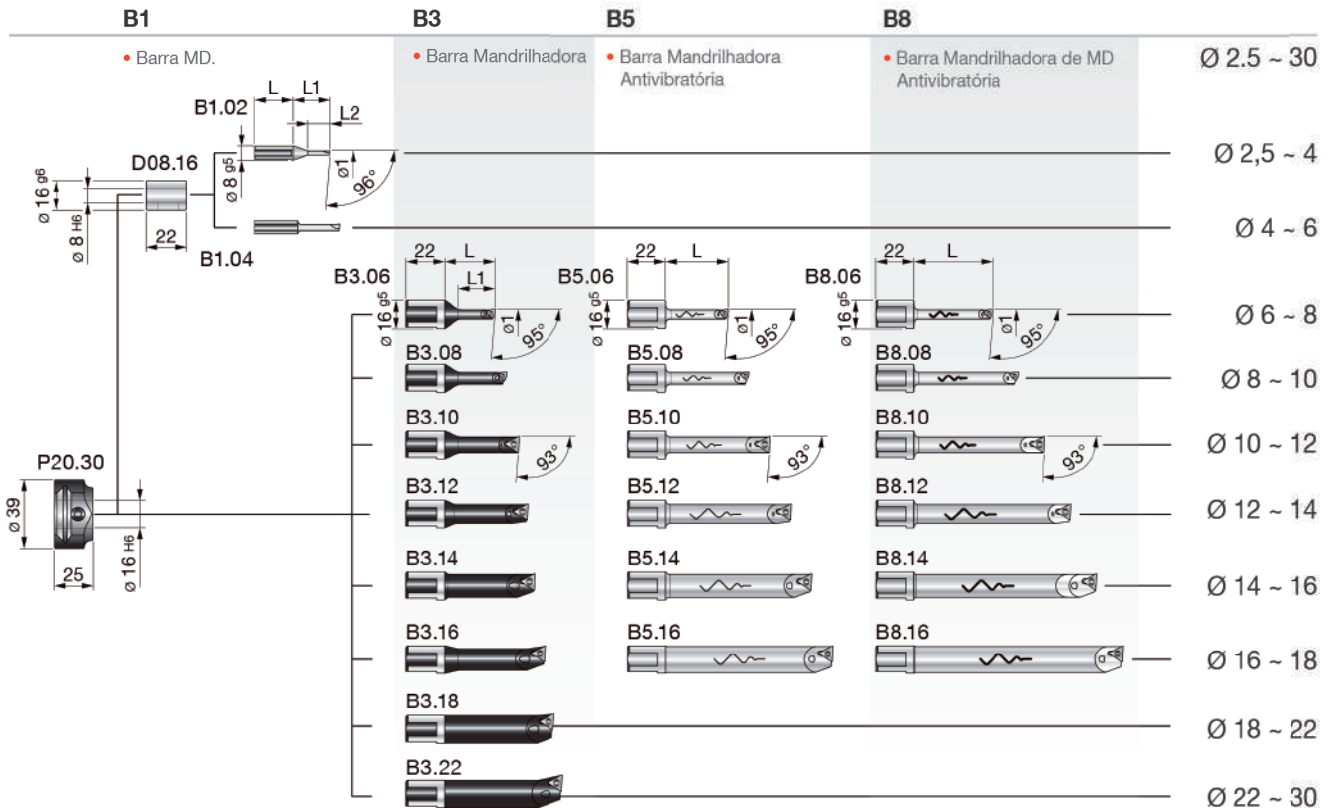 B1 B3 B5 B8
• Barra MD. • Barra Mandrilhadora • Barra Mandrilhadora • Barra Mandrilhadora de MD Ø 2.5 ~ 30
Antivibratória Antivibratória
L L1
B1.02 L2
D08.16 Ø 2,5 ~ 4
ø 16 g6 ø 8 H6 ø 8 g5 ø1 96°
22 Ø 4 ~ 6
B1.04
22 L 22 L 22 L
B3.06 L1 B5.06 B8.06
ø 16 g5 ø1 95° ø 16 g5 ø1 95° ø 16 g5 ø1 95° Ø 6 ~ 8
B3.08 B5.08 B8.08
Ø 8 ~ 10
B3.10 B5.10 B8.10
93° 93° 93° Ø 10 ~ 12
P20.30
B3.12 B5.12 B8.12
ø 39 Ø 12 ~ 14
25 ø 16 H6
B3.14 B5.14 B8.14
Ø 14 ~ 16
B3.16 B5.16 B8.16
Ø 16 ~ 18
B3.18
Ø 18 ~ 22
B3.22
Ø 22 ~ 30